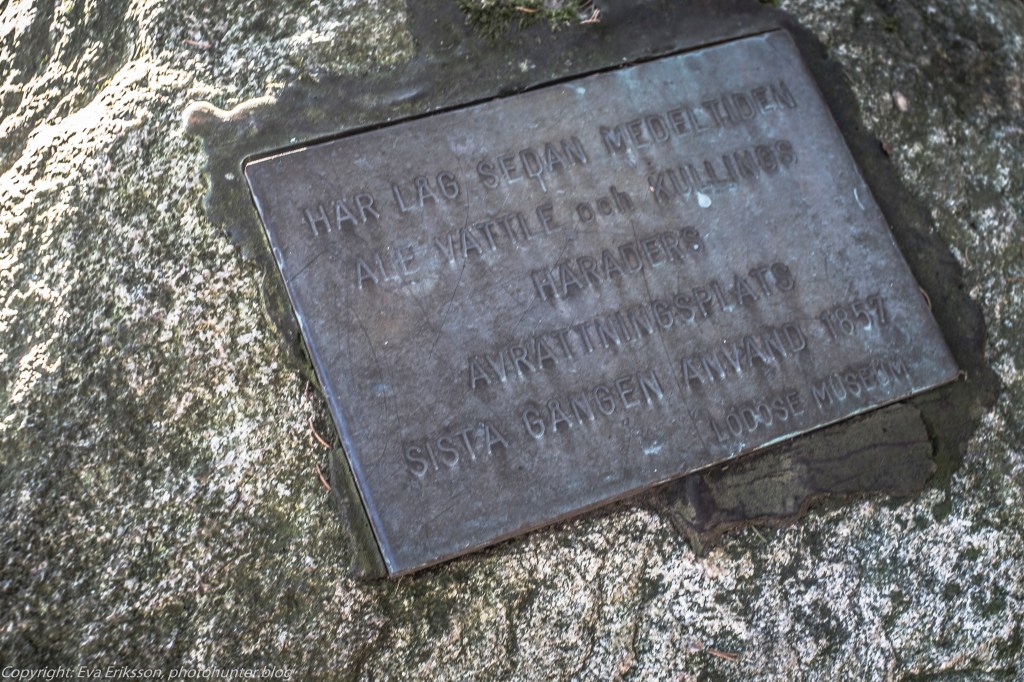 HÄR LÅG SEDAN MEDELTIDEN
ALE VÄTTLE och KULLINGS
HÄRADERS
AVRÄTTNINGSPLATS
SISTA GÅNGEN ANVÄND 1857
LÖDÖSE MUSEUM
Copyright: Eva Eriksson, photohunter.blog